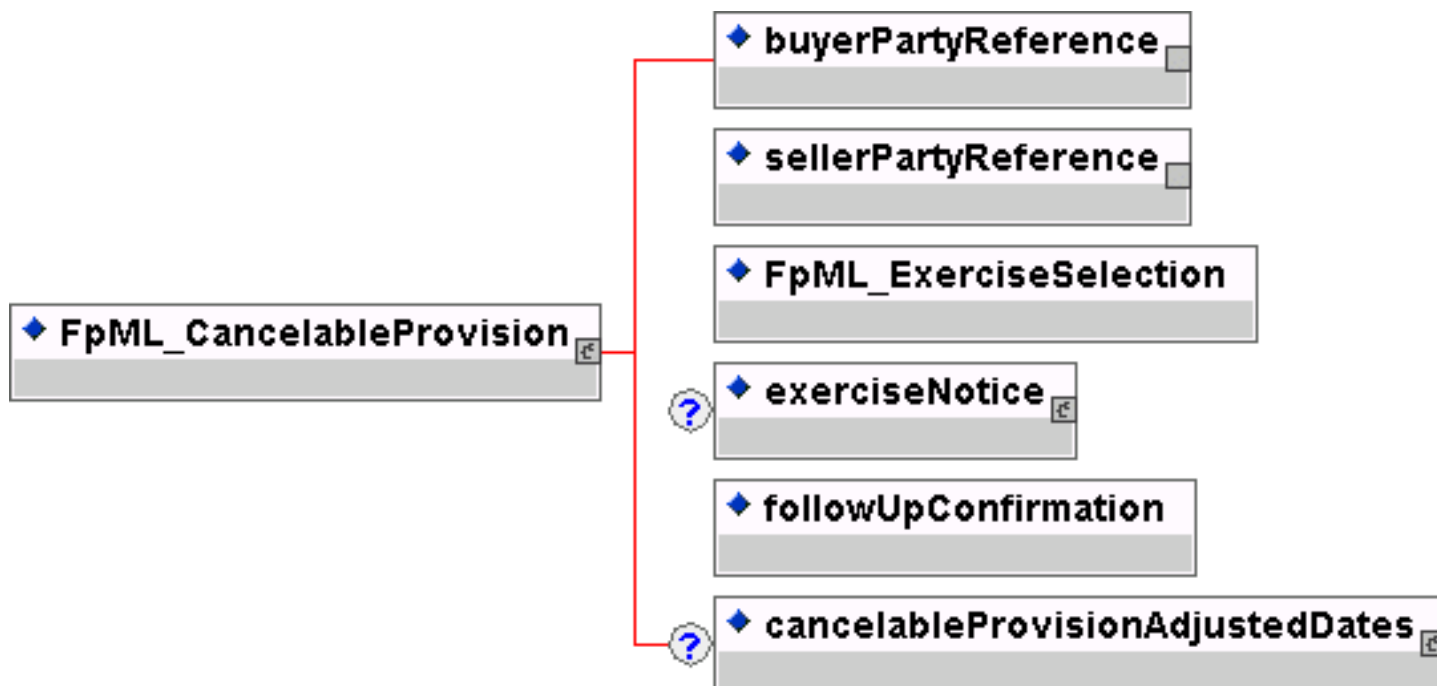 buyerPartyReference
sellerPartyReference
FpML_ExerciseSelection
FpML_CancelableProvision
? exerciseNotice
followUpConfirmation
? cancelableProvisionAdjustedDates